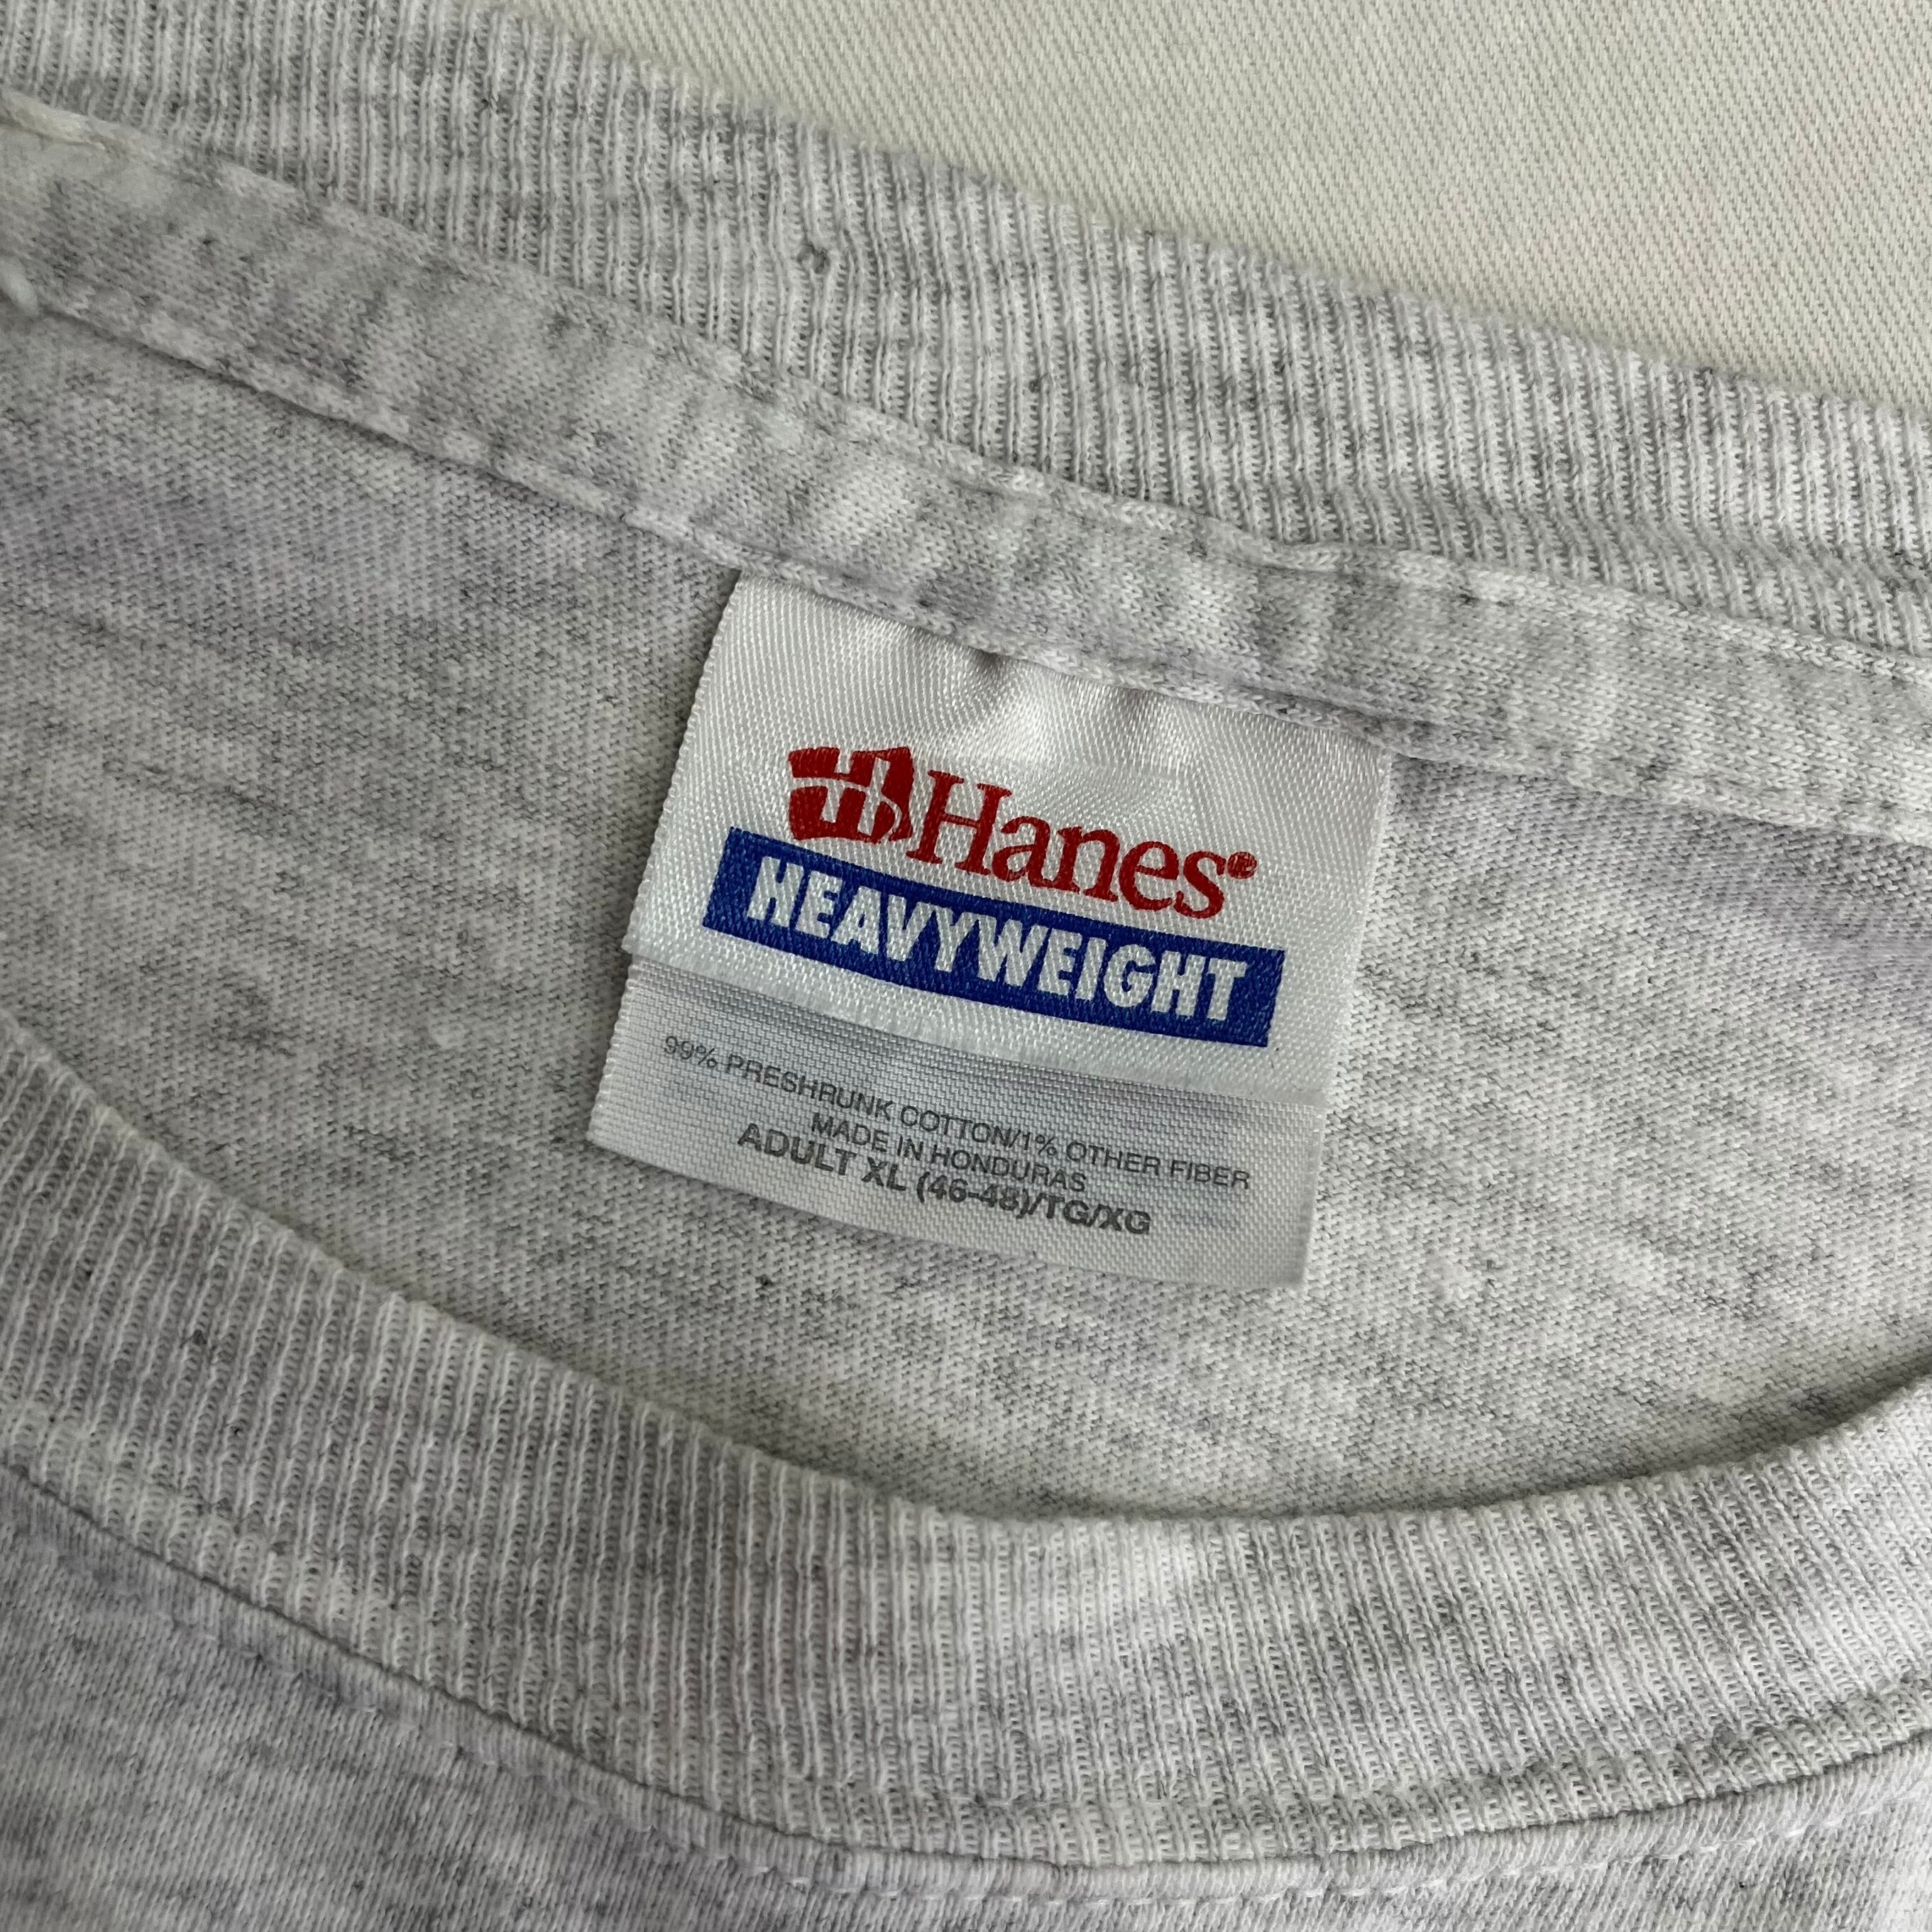 Hanes®
HEAVYWEIGHT
99% PRESHRUNK COTTON/1% OTHER FIBER
MADE IN HONDURAS
ADULT XL (46-48)/TG/XG